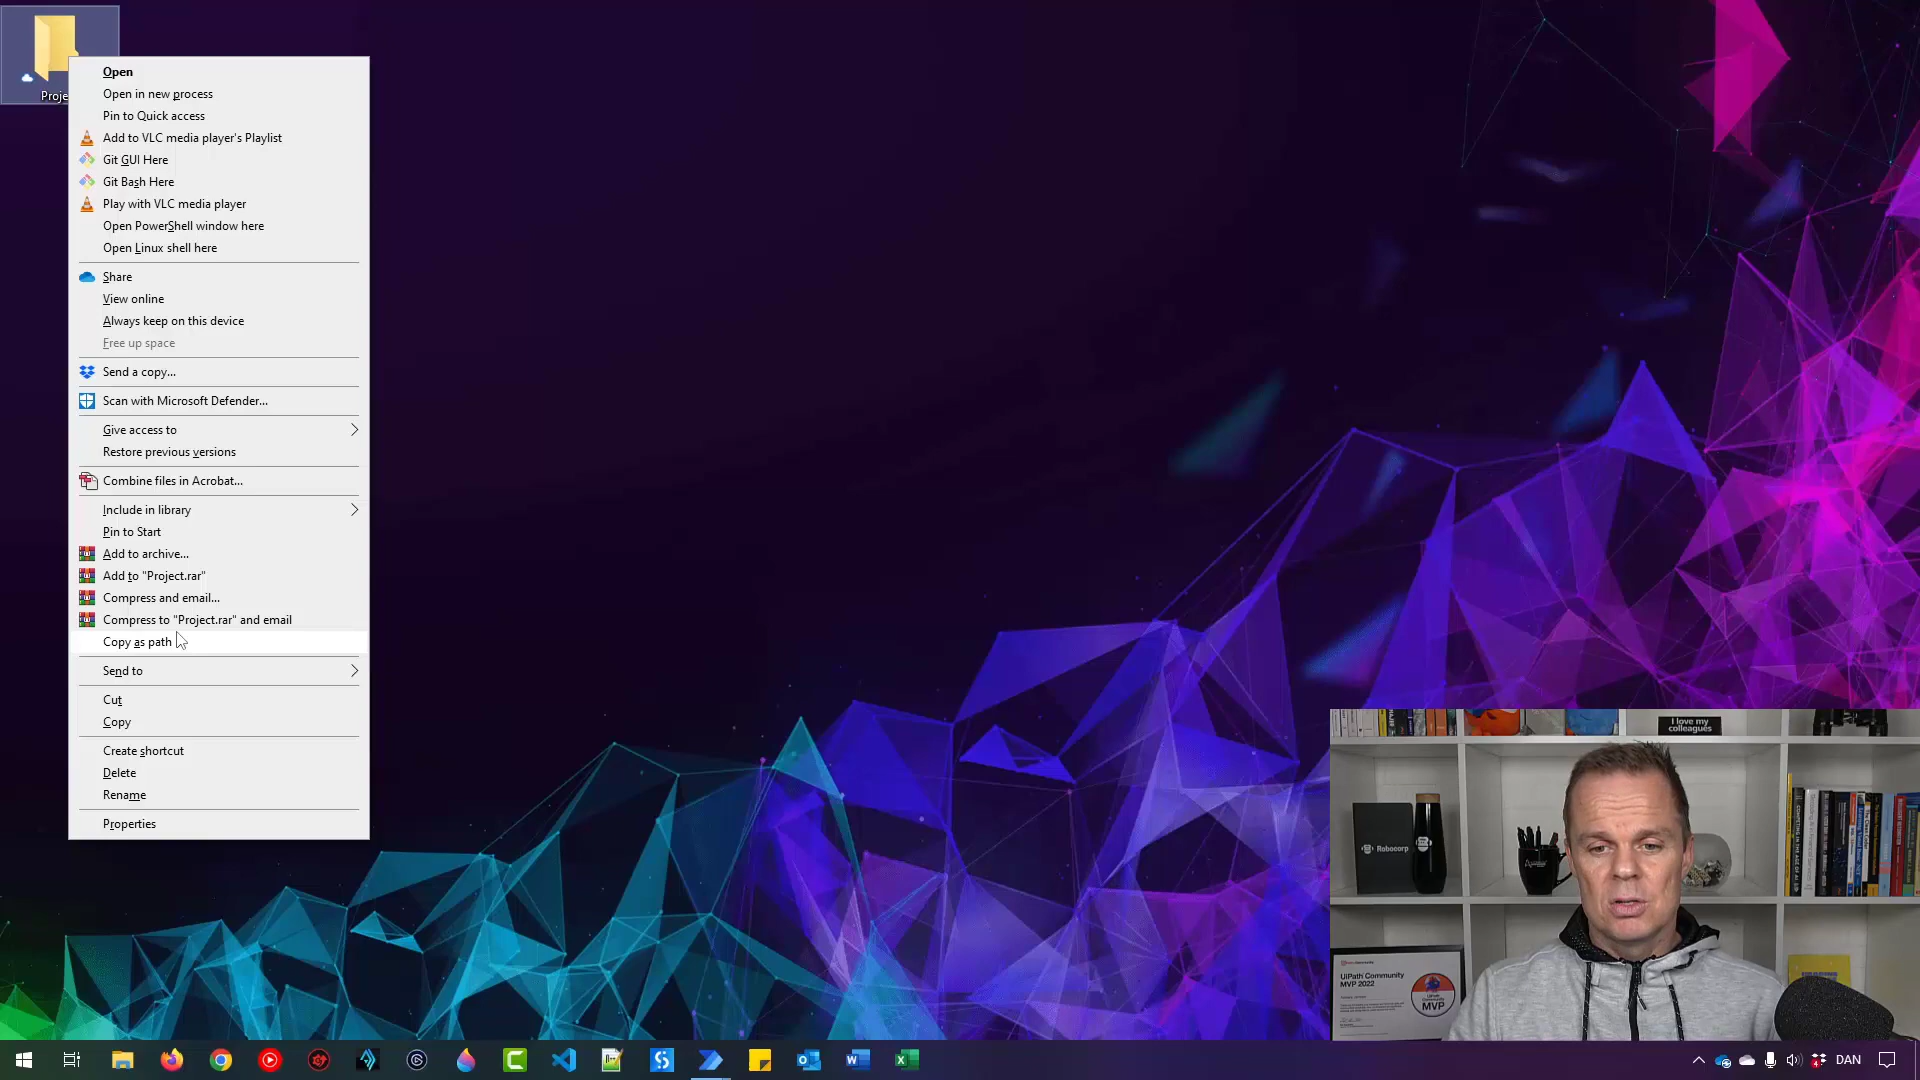 Proje
Open
Open in new process
Pin to Quick access
Add to VLC media player's Playlist
Git GUI Here
Git Bash Here
Play with VLC media player
Open PowerShell window here
Open Linux shell here
Share
View online
Always keep on this device
Free up space
Send a copy...
Scan with Microsoft Defender...
Give access to
Restore previous versions
Combine files in Acrobat...
Include in library
Pin to Start
Add to archive...
Add to "Project.rar"
Compress and email...
Compress to "Project.rar" and email
Copy as path
Send to
Cut
Copy
Create shortcut
Delete
Rename
Properties
I love my
colleagues
Robocorp
UiPath Community
MVP 2022
MVP
DAN